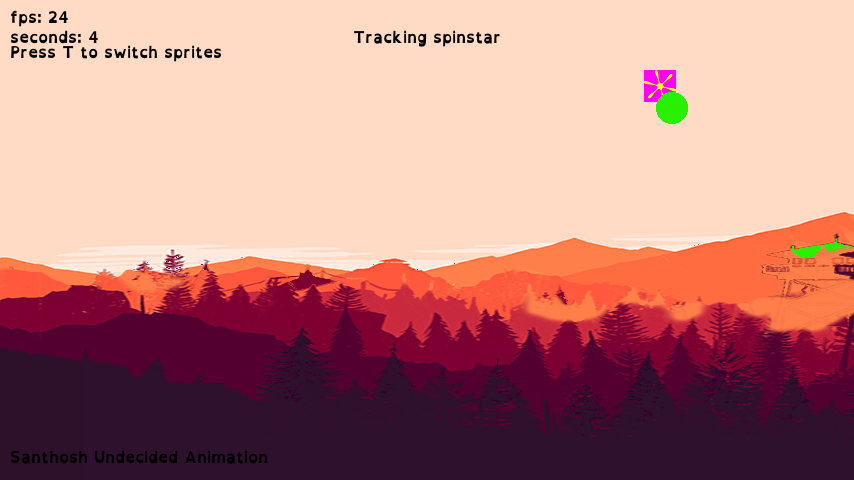 fps: 24
seconds: 4
Press T to switch sprites
Tracking spinstar
Santhosh Undecided Animation